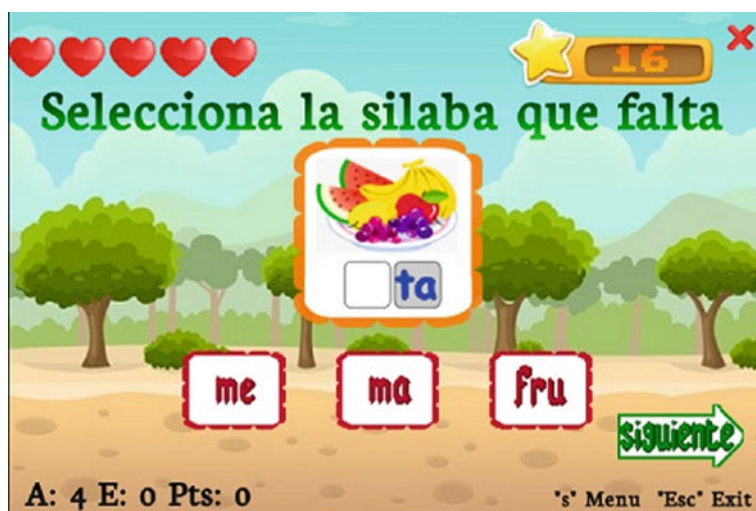 16
Selecciona la silaba que falta
ta
me ma fru
siguiente
A: 4 E: 0 Pts: 0 "s" Menu "Esc" Exit